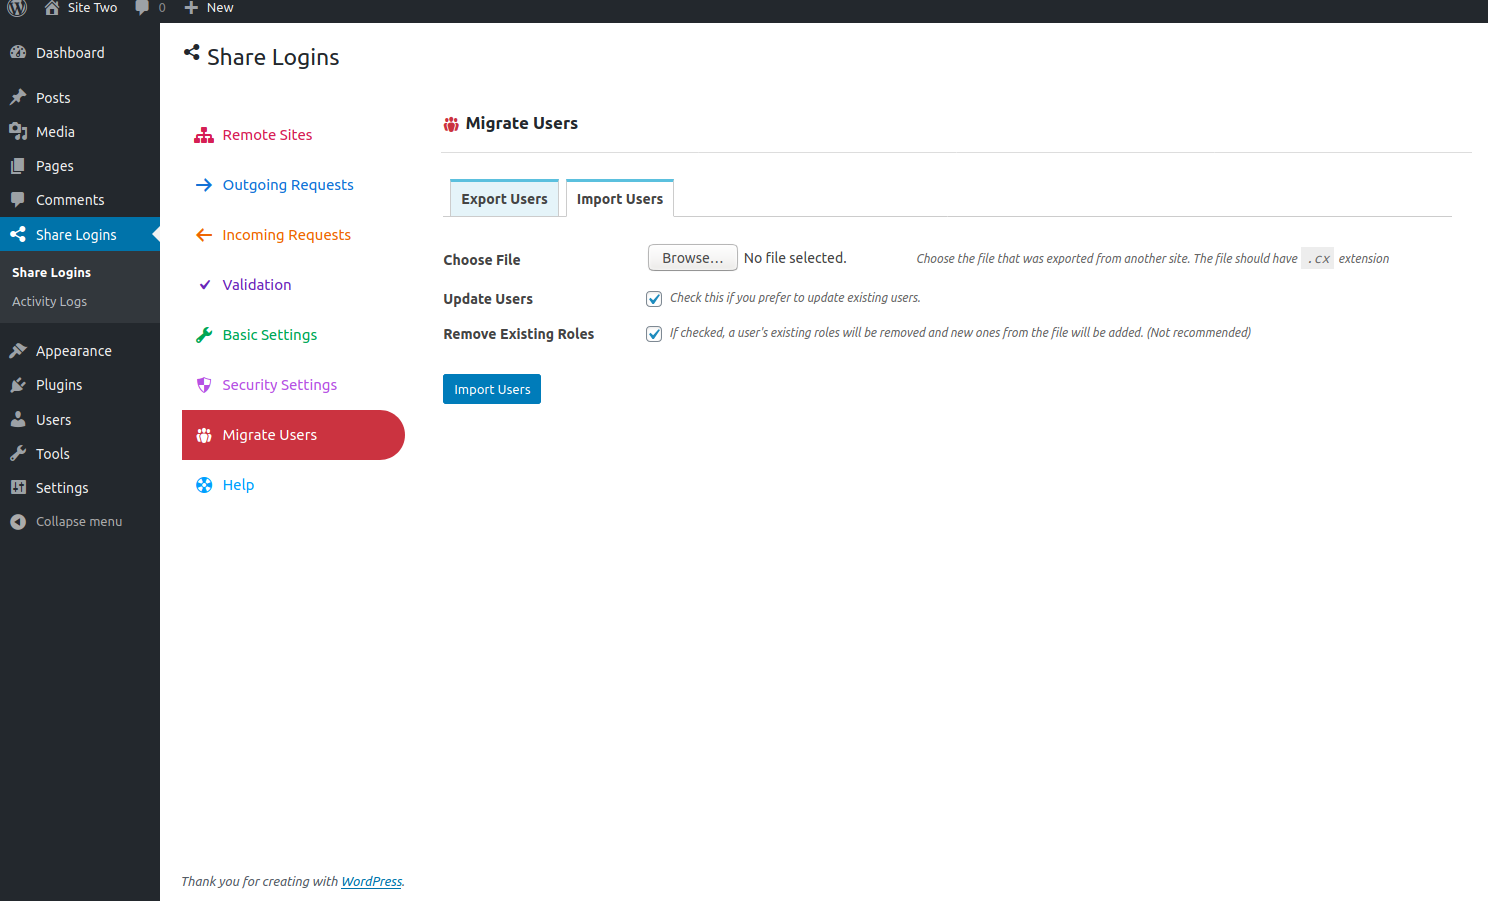 Site Two 0 New
Dashboard
Posts
Media
Pages
Comments
Share Logins
Share Logins
Activity Logs
Appearance
Plugins
Users
Tools
Settings
Collapse menu
Share Logins
Remote Sites
Outgoing Requests
Incoming Requests
Validation
Basic Settings
Security Settings
Migrate Users
Help
Migrate Users
Export Users Import Users
Choose File Browse... No file selected. Choose the file that was exported from another site. The file should have .cx extension
Update Users Check this if you prefer to update existing users.
Remove Existing Roles If checked, a user's existing roles will be removed and new ones from the file will be added. (Not recommended)
Import Users
Thank you for creating with WordPress.